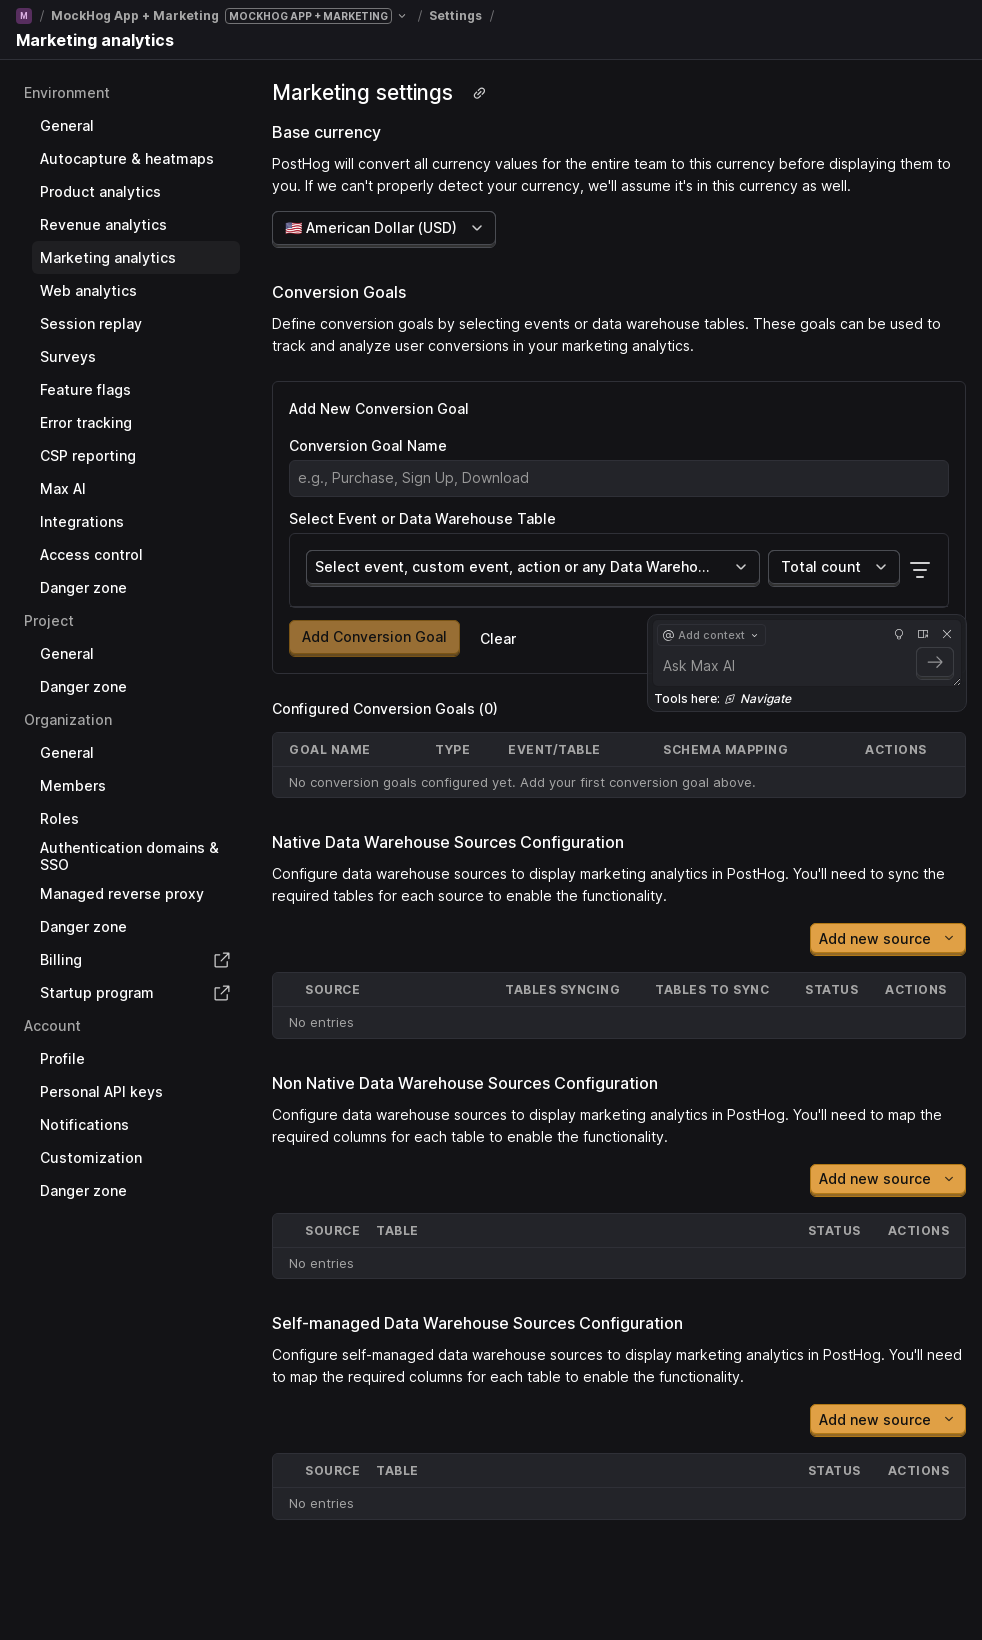 M / MockHog App + Marketing MOCKHOG APP + MARKETING / Settings /
Marketing analytics
Environment
General
Autocapture & heatmaps
Product analytics
Revenue analytics
Marketing analytics
Web analytics
Session replay
Surveys
Feature flags
Error tracking
CSP reporting
Max AI
Integrations
Access control
Danger zone
Project
General
Danger zone
Organization
General
Members
Roles
Authentication domains &
SSO
Managed reverse proxy
Danger zone
Billing
Startup program
Account
Profile
Personal API keys
Notifications
Customization
Danger zone
Marketing settings
Base currency
PostHog will convert all currency values for the entire team to this currency before displaying them to
you. If we can't properly detect your currency, we'll assume it's in this currency as well.
🇺🇸 American Dollar (USD)
Conversion Goals
Define conversion goals by selecting events or data warehouse tables. These goals can be used to
track and analyze user conversions in your marketing analytics.
Add New Conversion Goal
Conversion Goal Name
e.g., Purchase, Sign Up, Download
Select Event or Data Warehouse Table
Select event, custom event, action or any Data Wareho... Total count
Add Conversion Goal Clear
@ Add context
Ask Max AI
Tools here: Navigate
Configured Conversion Goals (0)
GOAL NAME TYPE EVENT/TABLE SCHEMA MAPPING ACTIONS
No conversion goals configured yet. Add your first conversion goal above.
Native Data Warehouse Sources Configuration
Configure data warehouse sources to display marketing analytics in PostHog. You'll need to sync the
required tables for each source to enable the functionality.
Add new source
SOURCE TABLES SYNCING TABLES TO SYNC STATUS ACTIONS
No entries
Non Native Data Warehouse Sources Configuration
Configure data warehouse sources to display marketing analytics in PostHog. You'll need to map the
required columns for each table to enable the functionality.
Add new source
SOURCE TABLE STATUS ACTIONS
No entries
Self-managed Data Warehouse Sources Configuration
Configure self-managed data warehouse sources to display marketing analytics in PostHog. You'll need
to map the required columns for each table to enable the functionality.
Add new source
SOURCE TABLE STATUS ACTIONS
No entries